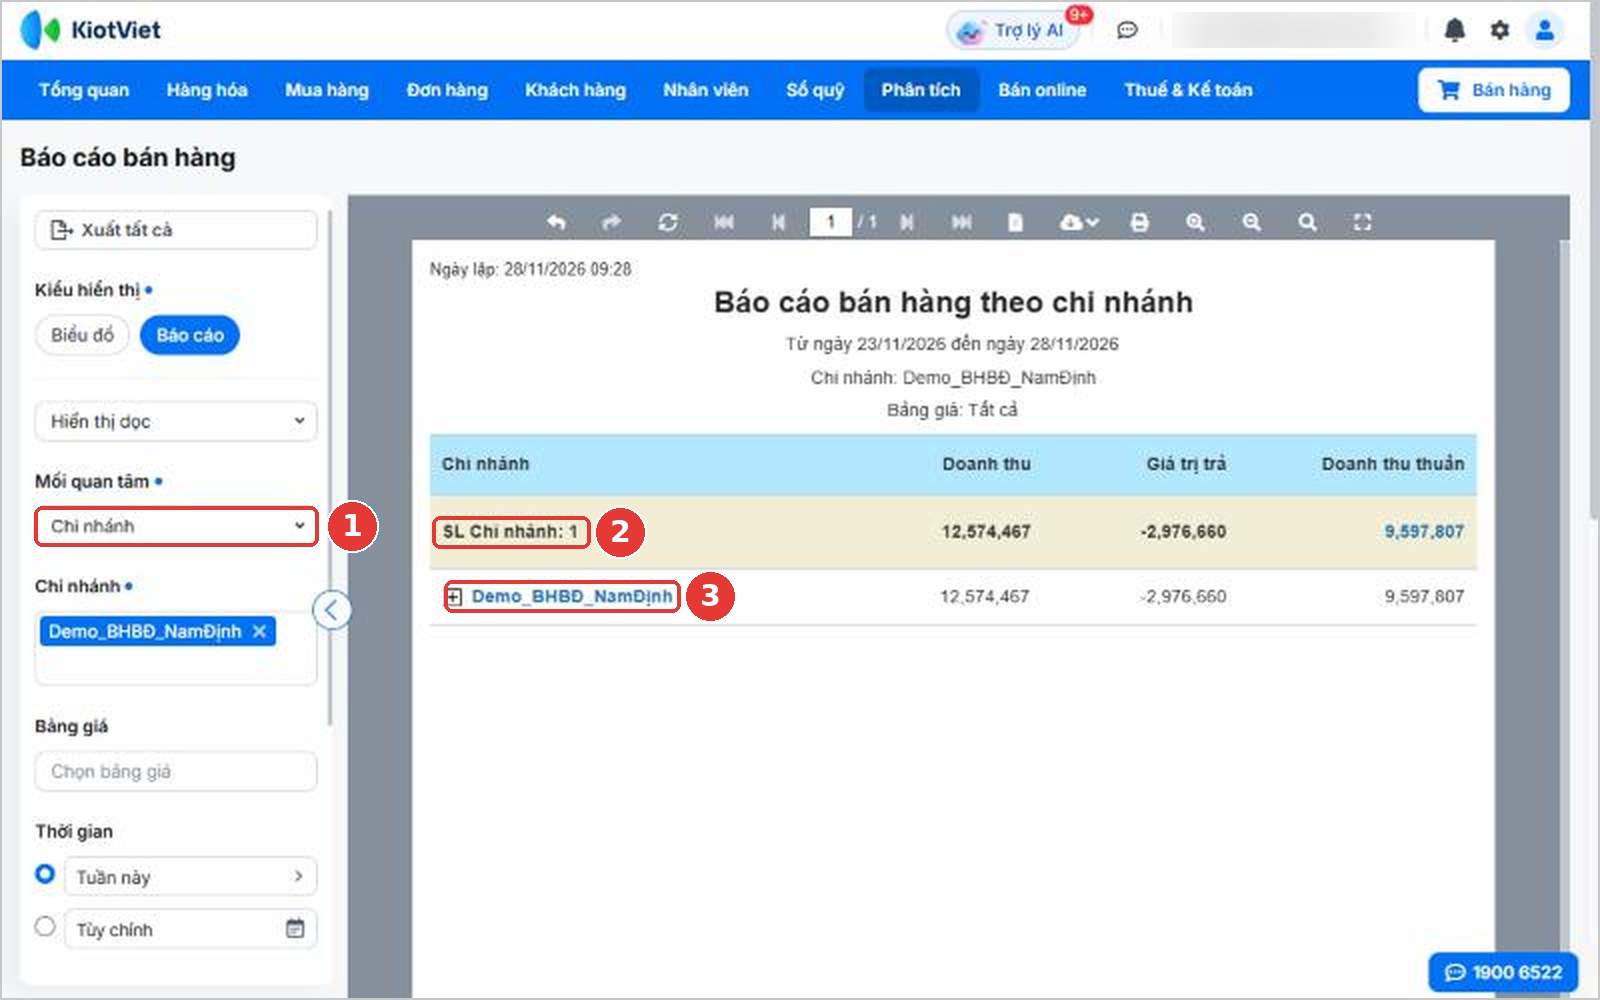 KiotViet
Trợ lý AI
9+
Tổng quan
Hàng hóa
Mua hàng
Đơn hàng
Khách hàng
Nhân viên
Sổ quỹ
Phân tích
Bán online
Thuế & Kế toán
Bán hàng
Báo cáo bán hàng
Xuất tất cả
Kiểu hiển thị
Biểu đồ
Báo cáo
Hiển thị dọc
Mối quan tâm
Chi nhánh
1
Chi nhánh
Demo_BHBĐ_NamĐịnh
Bảng giá
Chọn bảng giá
Thời gian
Tuần này
Tùy chỉnh
1 / 1
Ngày lập: 28/11/2026 09:28
Báo cáo bán hàng theo chi nhánh
Từ ngày 23/11/2026 đến ngày 28/11/2026
Chi nhánh: Demo_BHBĐ_NamĐịnh
Bảng giá: Tất cả
Chi nhánh Doanh thu Giá trị trả Doanh thu thuần
SL Chi nhánh: 1 2 12,574,467 -2,976,660 9,597,807
Demo_BHBĐ_NamĐịnh 3 12,574,467 -2,976,660 9,597,807
1900 6522